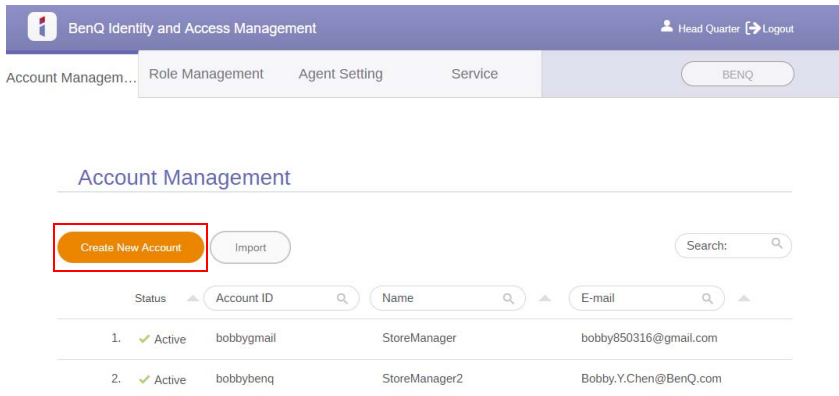 BenQ Identity and Access Management Head Quarter Logout
Account Managem... Role Management Agent Setting Service BENQ
Account Management
Create New Account Import Search:
Status Account ID Name E-mail
1. Active bobbygmail StoreManager bobby850316@gmail.com
2. Active bobbybenq StoreManager2 Bobby.Y.Chen@BenQ.com